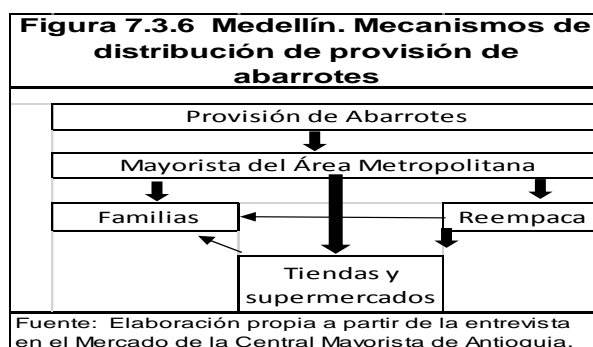 Figura 7.3.6 Medellín. Mecanismos de
distribución de provisión de
abarrotes
Provisión de Abarrotes
Mayorista del Área Metropolitana
Familias
Reempaca
Tiendas y
supermercados
Fuente: Elaboración propia a partir de la entrevista
en el Mercado de la Central Mayorista de Antioquia.